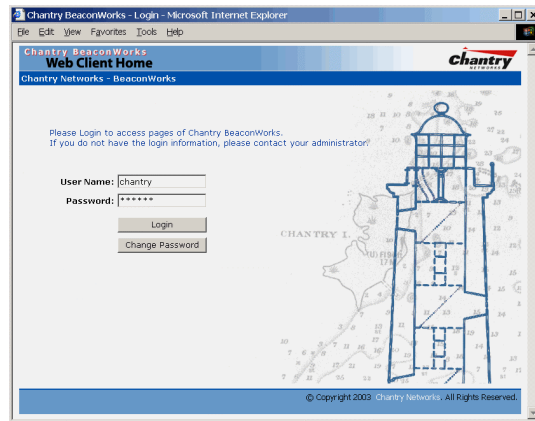 Chantry BeaconWorks - Login - Microsoft Internet Explorer
File Edit View Favorites Tools Help
Chantry BeaconWorks
Web Client Home
Chantry
NETWORKS
Chantry Networks - BeaconWorks
Please Login to access pages of Chantry BeaconWorks.
If you do not have the login information, please contact your administrator?
User Name: chantry
Password: ******
Login
Change Password
CHANTRY I.
© Copyright 2003 Chantry Networks. All Rights Reserved.